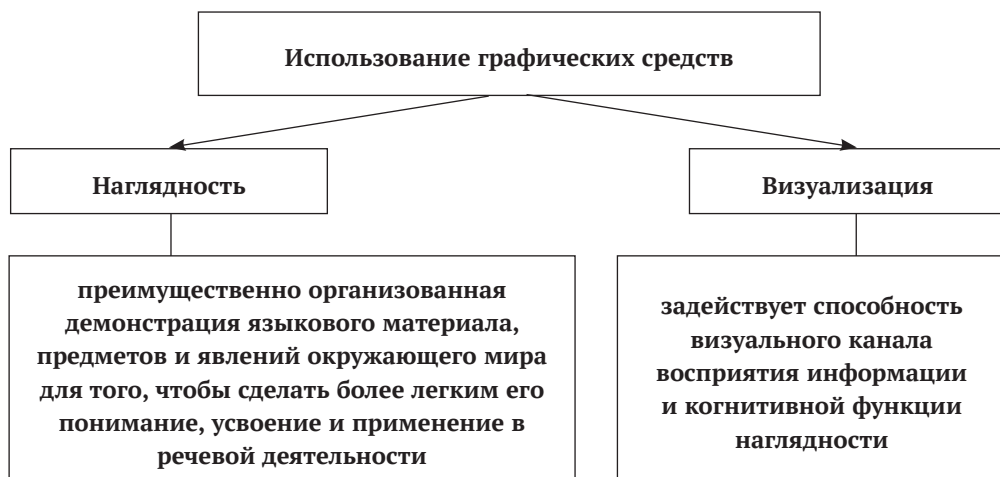 Использование графических средств
Наглядность
Визуализация
преимущественно организованная
демонстрация языкового материала,
предметов и явлений окружающего мира
для того, чтобы сделать более легким его
понимание, усвоение и применение в
речевой деятельности
задействует способность
визуального канала
восприятия информации
и когнитивной функции
наглядности